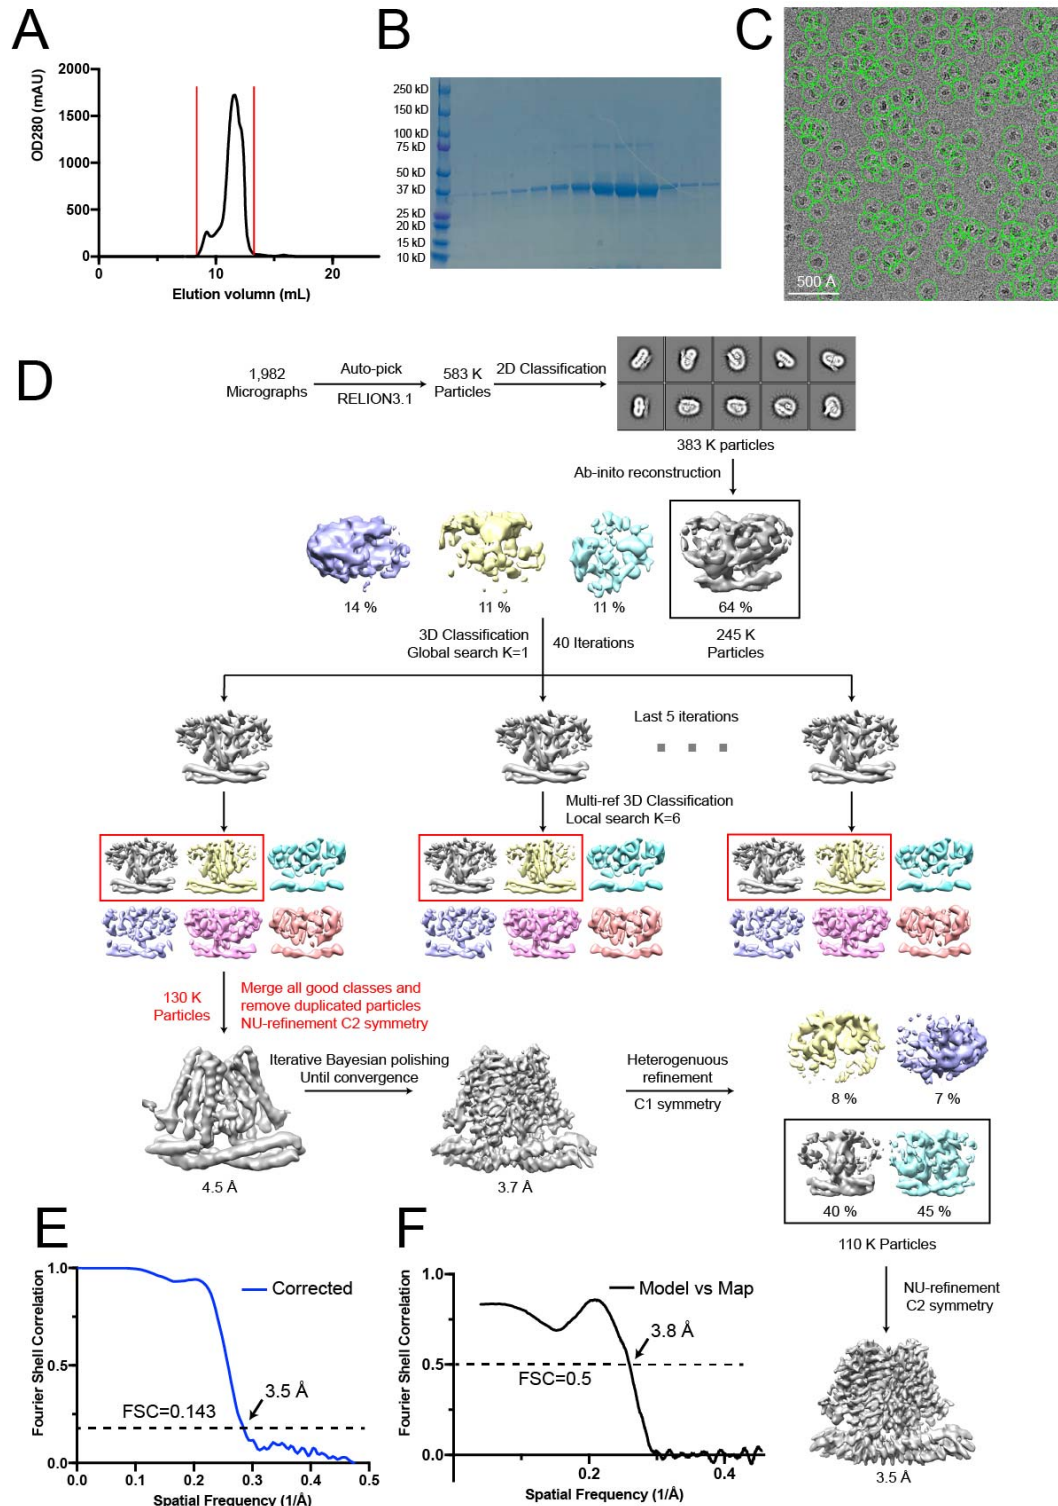 A
B
C
2000
1500
1000
500
0
OD280 (mAU)
0
10
20
Elution volumn (mL)
250 kD
150 kD
100 kD
75 kD
50 kD
37 kD
25 kD
20 kD
15 kD
10 kD
500 Å
D
1,982
Micrographs
Auto-pick
RELION3.1
583 K
Particles
2D Classification
383 K particles
Ab-inito reconstruction
14 %
11 %
11 %
64 %
245 K
Particles
3D Classification
Global search K=1
40 Iterations
Last 5 iterations
Multi-ref 3D Classification
Local search K=6
130 K
Particles
Merge all good classes and
remove duplicated particles
NU-refinement C2 symmetry
Iterative Bayesian polishing
Until convergence
4.5 Å
3.7 Å
Heterogenuous
refinement
C1 symmetry
8 %
7 %
40 %
45 %
110 K Particles
NU-refinement
C2 symmetry
3.5 Å
E
1.0
0.5
0.0
Fourier Shell Correlation
Corrected
3.5 Å
FSC=0.143
0.0
0.1
0.2
0.3
0.4
0.5
Spatial Frequency (1/Å)
F
1.0
0.5
0.0
Fourier Shell Correlation
Model vs Map
3.8 Å
FSC=0.5
0.2
0.4
Spatial Frequency (1/Å)